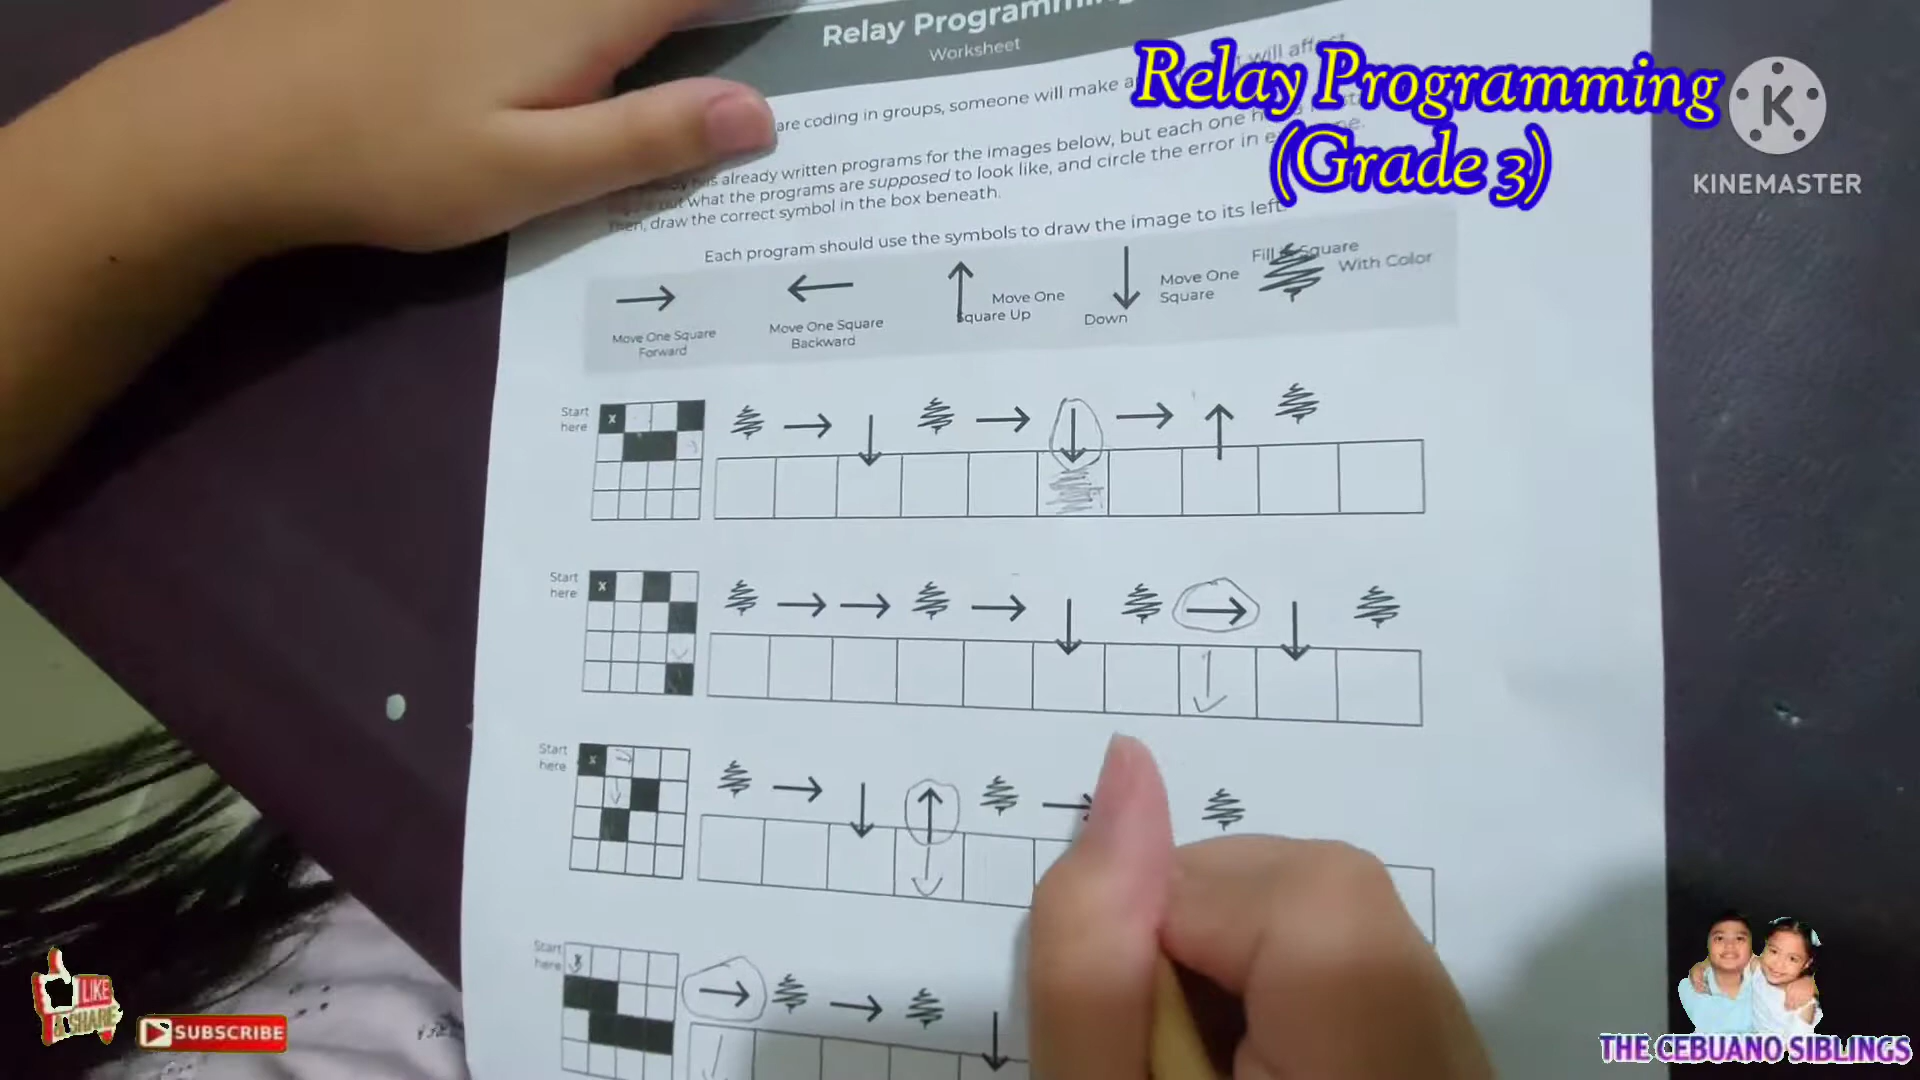 Relay Programming
Worksheet
Relay Programming
(Grade 3)
K
KINEMASTER
are coding in groups, someone will make a
will affect
already written programs for the images below, but each one
what the programs are supposed to look like, and circle the error in
then, draw the correct symbol in the box beneath.
Each program should use the symbols to draw the image to its left.
Move One Square
Forward
Move One Square
Backward
Move One
Square Up
Move One
Square
Down
Fill Square
With Color
Start
here
x
Start
here
x
Start
here
x
Start
here
x
LIKE
& SHARE
SUBSCRIBE
THE CEBUANO SIBLINGS